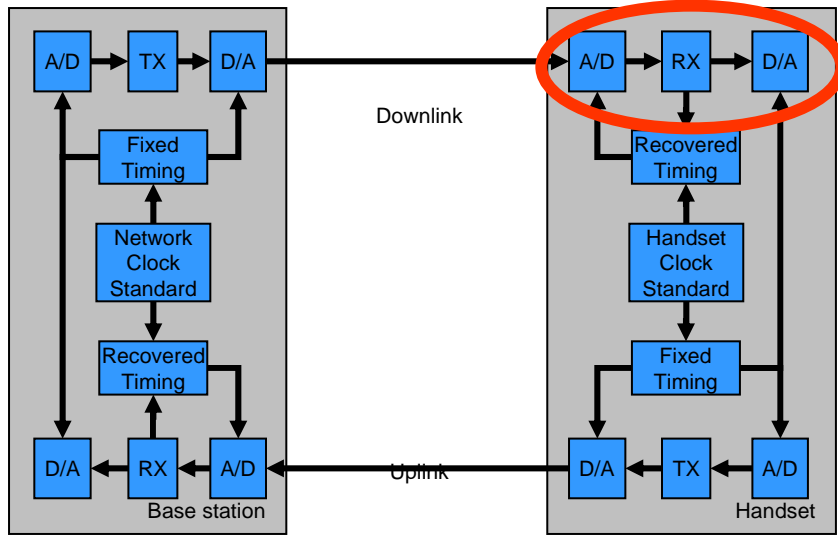 A/D
TX
D/A
A/D
RX
D/A
Downlink
Fixed
Timing
Recovered
Timing
Network
Clock
Standard
Handset
Clock
Standard
Recovered
Timing
Fixed
Timing
D/A
RX
A/D
Uplink
D/A
TX
A/D
Base station
Handset